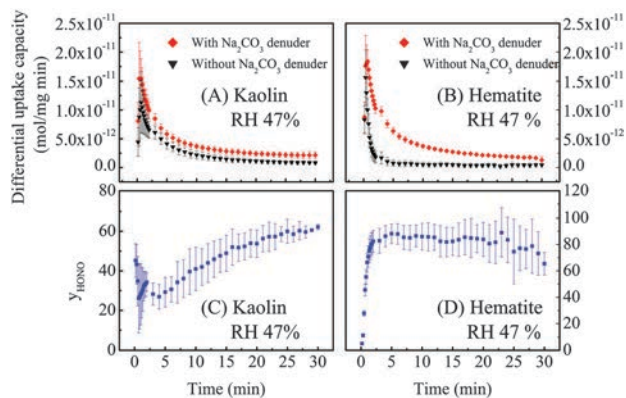 Differential uptake capacity
(mol/mg min)
2.5x10⁻¹¹
2.0x10⁻¹¹
1.5x10⁻¹¹
1.0x10⁻¹¹
5.0x10⁻¹²
0.0
With Na₂CO₃ denuder
Without Na₂CO₃ denuder
(A) Kaolin
RH 47%
With Na₂CO₃ denuder
Without Na₂CO₃ denuder
(B) Hematite
RH 47 %
2.5x10⁻¹¹
2.0x10⁻¹¹
1.5x10⁻¹¹
1.0x10⁻¹¹
5.0x10⁻¹²
0.0
yHONO
80
60
40
20
0
(C) Kaolin
RH 47%
(D) Hematite
RH 47 %
120
100
80
60
40
20
0
0 5 10 15 20 25 30
0 5 10 15 20 25 30
Time (min)
Time (min)